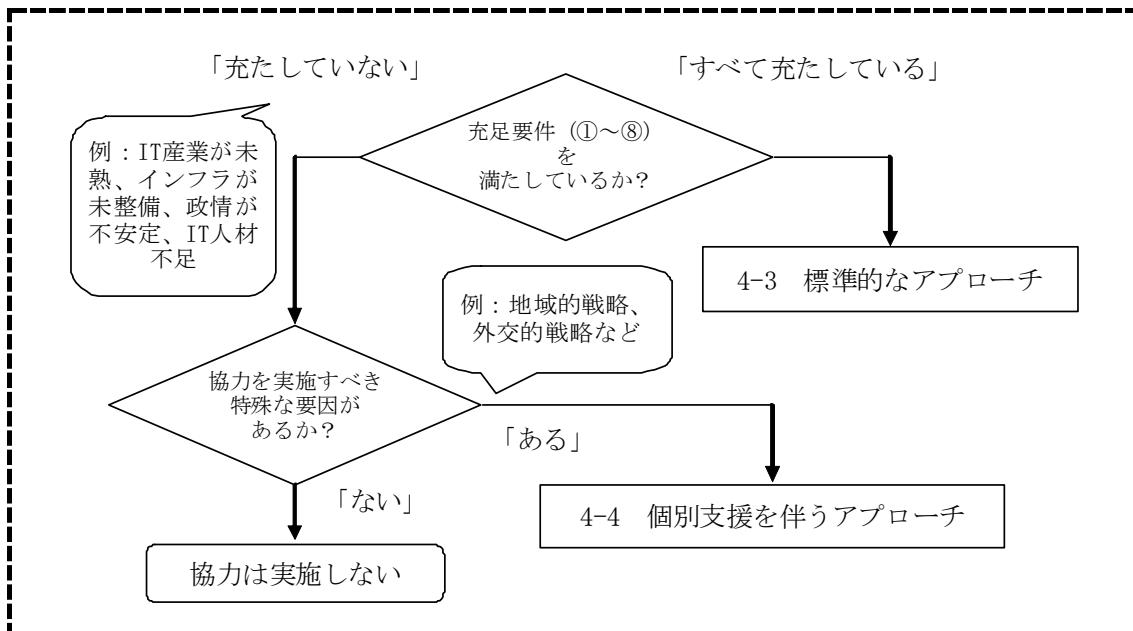 「充たしていない」
「すべて充たしている」
充足要件（①～⑧）
を
満たしているか？
例：IT産業が未
熟、インフラが
未整備、政情が
不安定、IT人材
不足
4-3　標準的なアプローチ
例：地域的戦略、
外交的戦略など
協力を実施すべき
特殊な要因が
あるか？
「ある」
「ない」
4-4　個別支援を伴うアプローチ
協力は実施しない